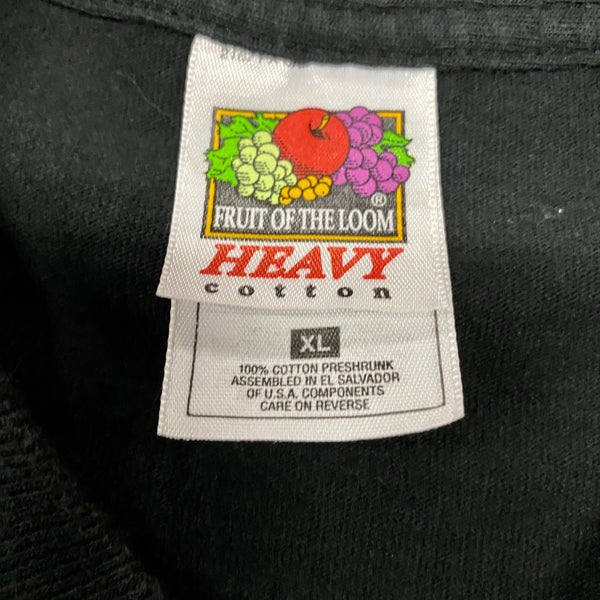 FRUIT OF THE LOOM
®
HEAVY
cotton
XL
100% COTTON PRESHRUNK
ASSEMBLED IN EL SALVADOR
OF U.S.A. COMPONENTS
CARE ON REVERSE